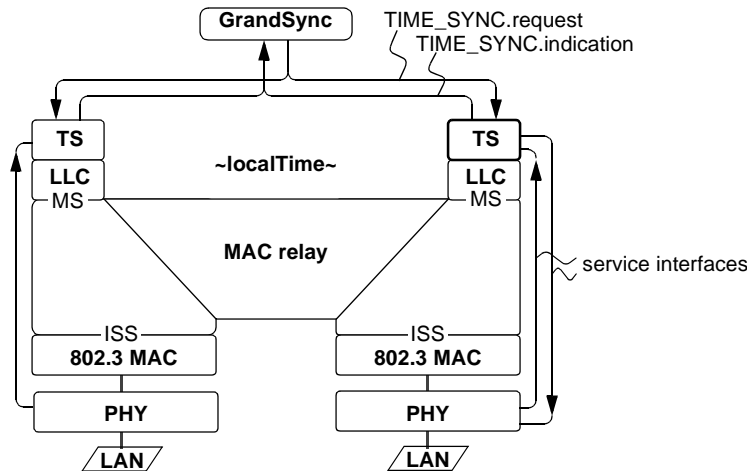 GrandSync
TIME_SYNC.request
TIME_SYNC.indication
TS
TS
~localTime~
LLC
LLC
MS
MS
MAC relay
service interfaces
ISS
ISS
802.3 MAC
802.3 MAC
PHY
PHY
LAN
LAN